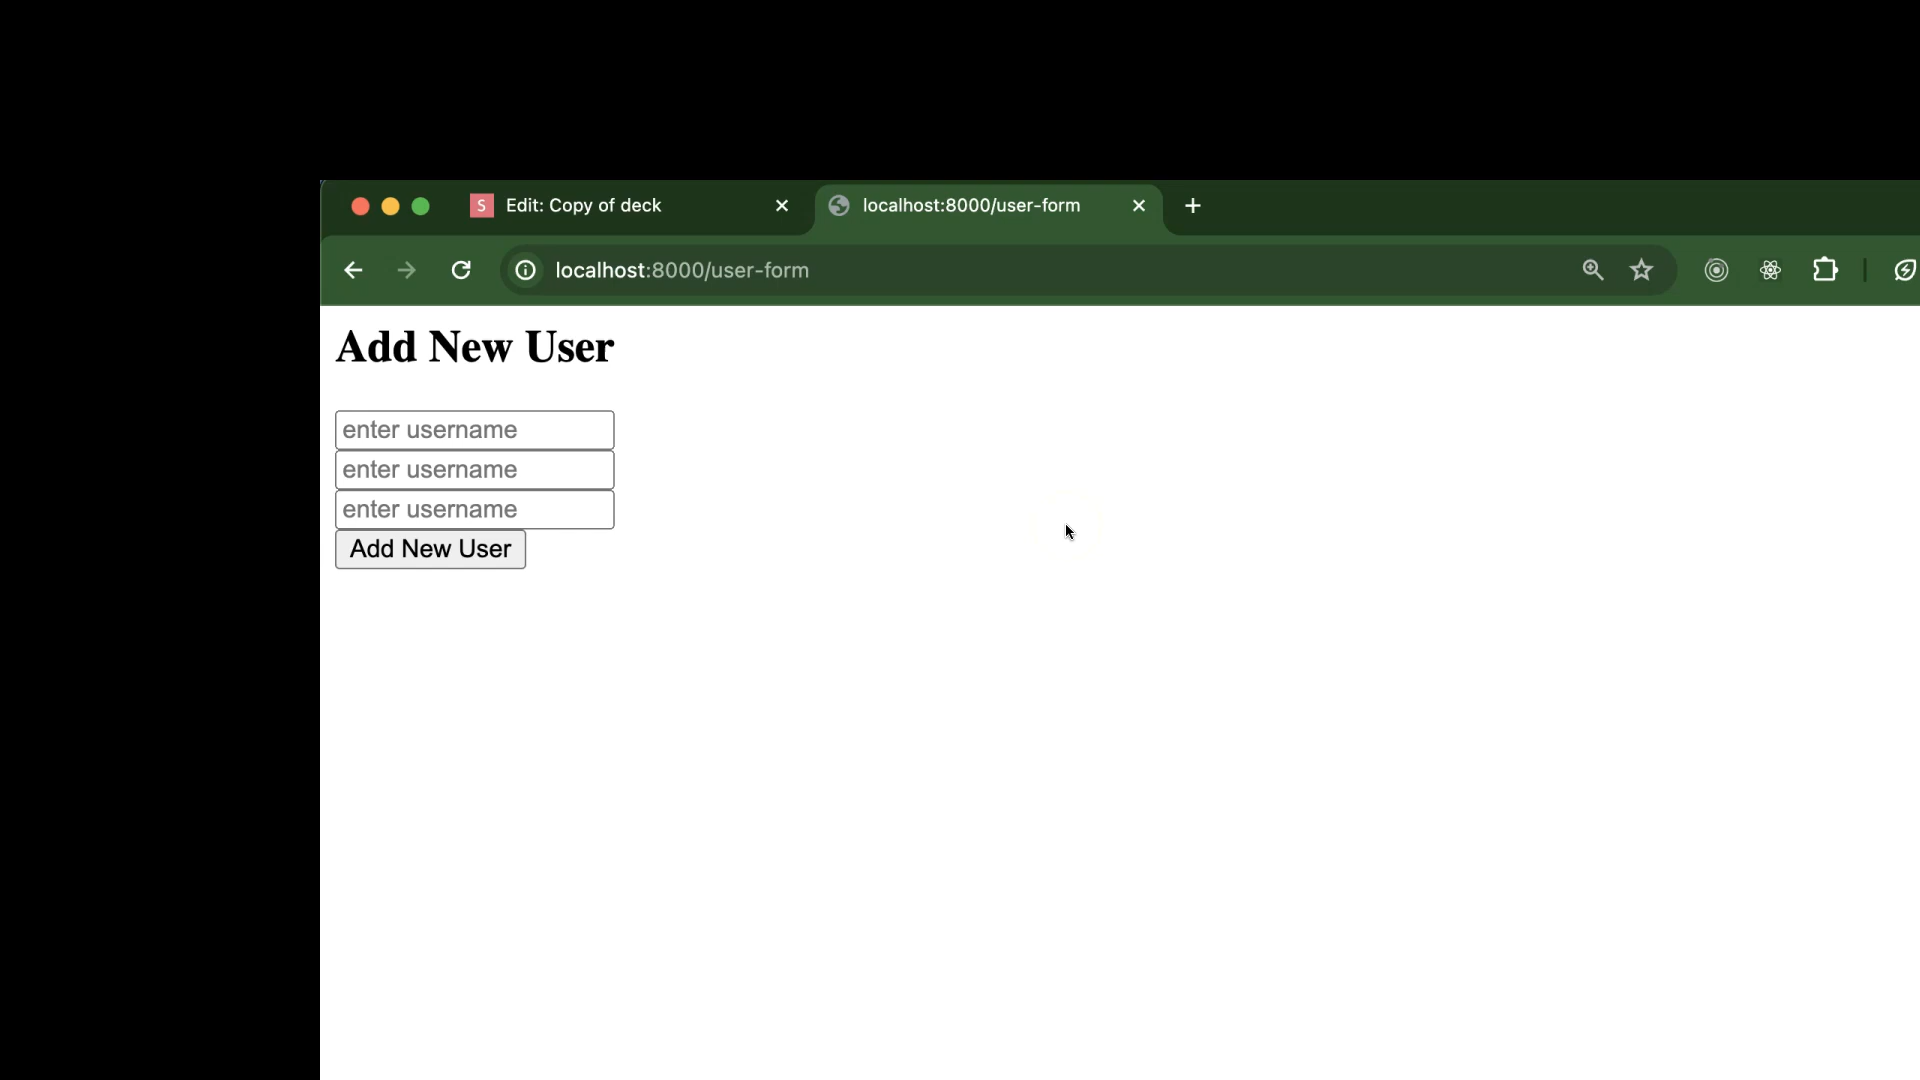 S Edit: Copy of deck
localhost:8000/user-form
localhost:8000/user-form
Add New User
enter username
enter username
enter username
Add New User